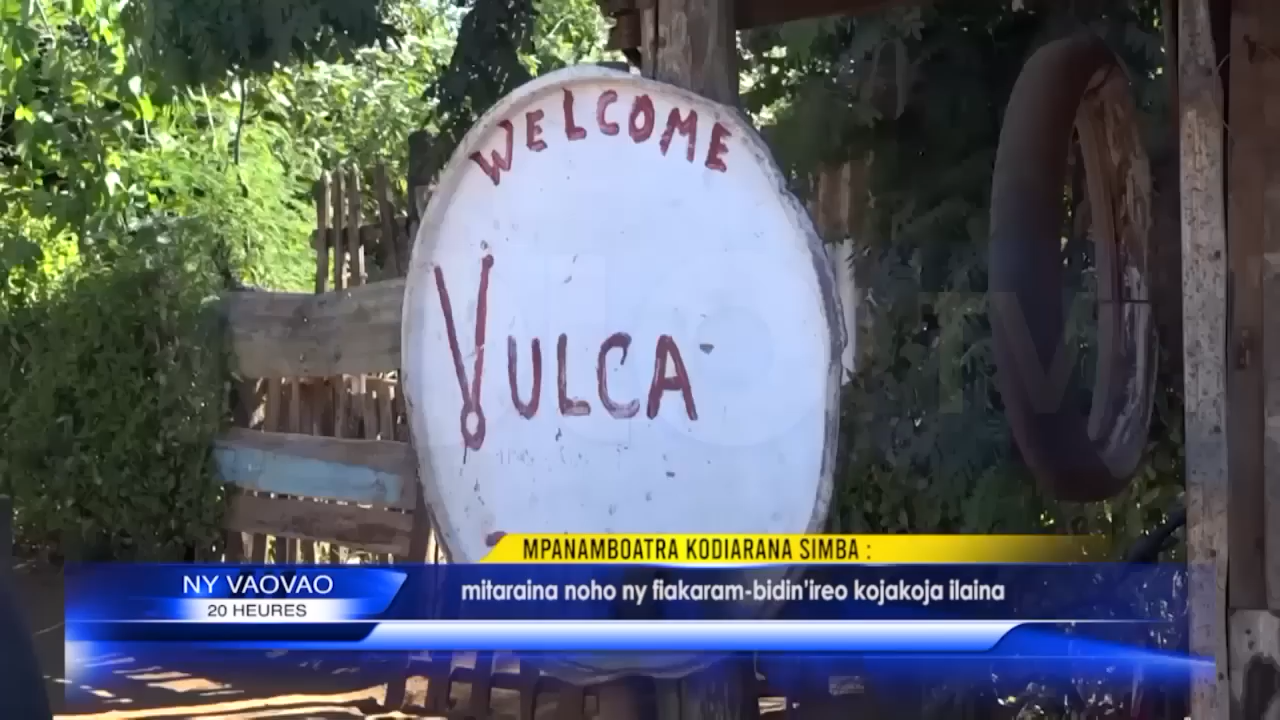 WELCOME
VULCA
MPANAMBOATRA KODIARANA SIMBA :
NY VAOVAO
mitaraina noho ny fiakaram-bidin'ireo kojakoja ilaina
20 HEURES